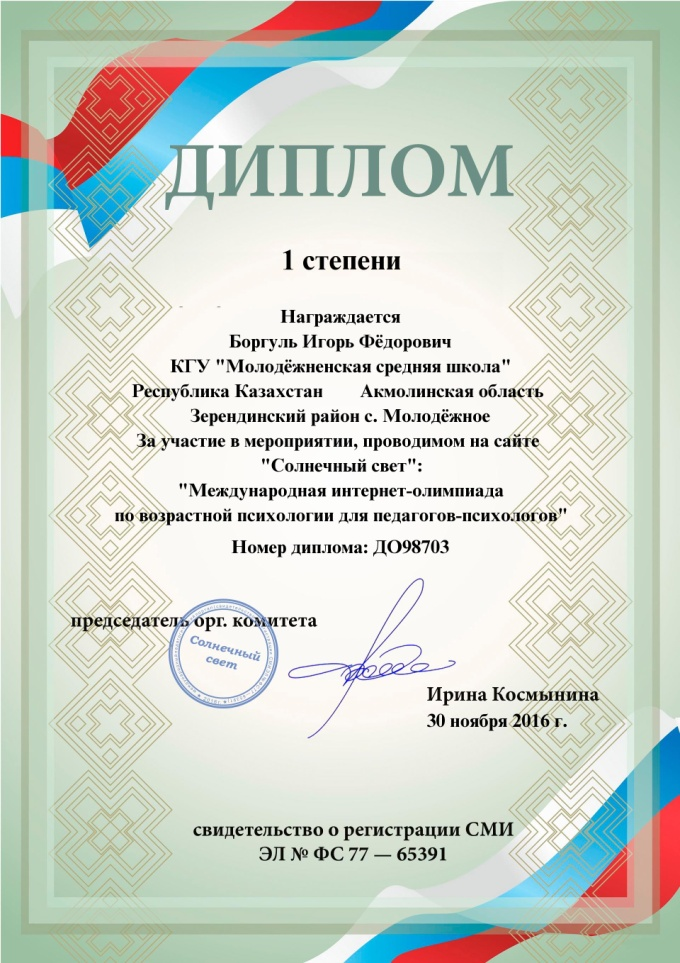 ДИПЛОМ
1 степени
Награждается
Боргуль Игорь Фёдорович
КГУ "Молодёжненская средняя школа"
Республика Казахстан Акмолинская область
Зерендинский район с. Молодёжное
За участие в мероприятии, проводимом на сайте
"Солнечный свет":
"Международная интернет-олимпиада
по возрастной психологии для педагогов-психологов"
Номер диплома: ДО98703
председатель орг. комитета
Солнечный
свет
Ирина Космынина
30 ноября 2016 г.
свидетельство о регистрации СМИ
ЭЛ № ФС 77 — 65391